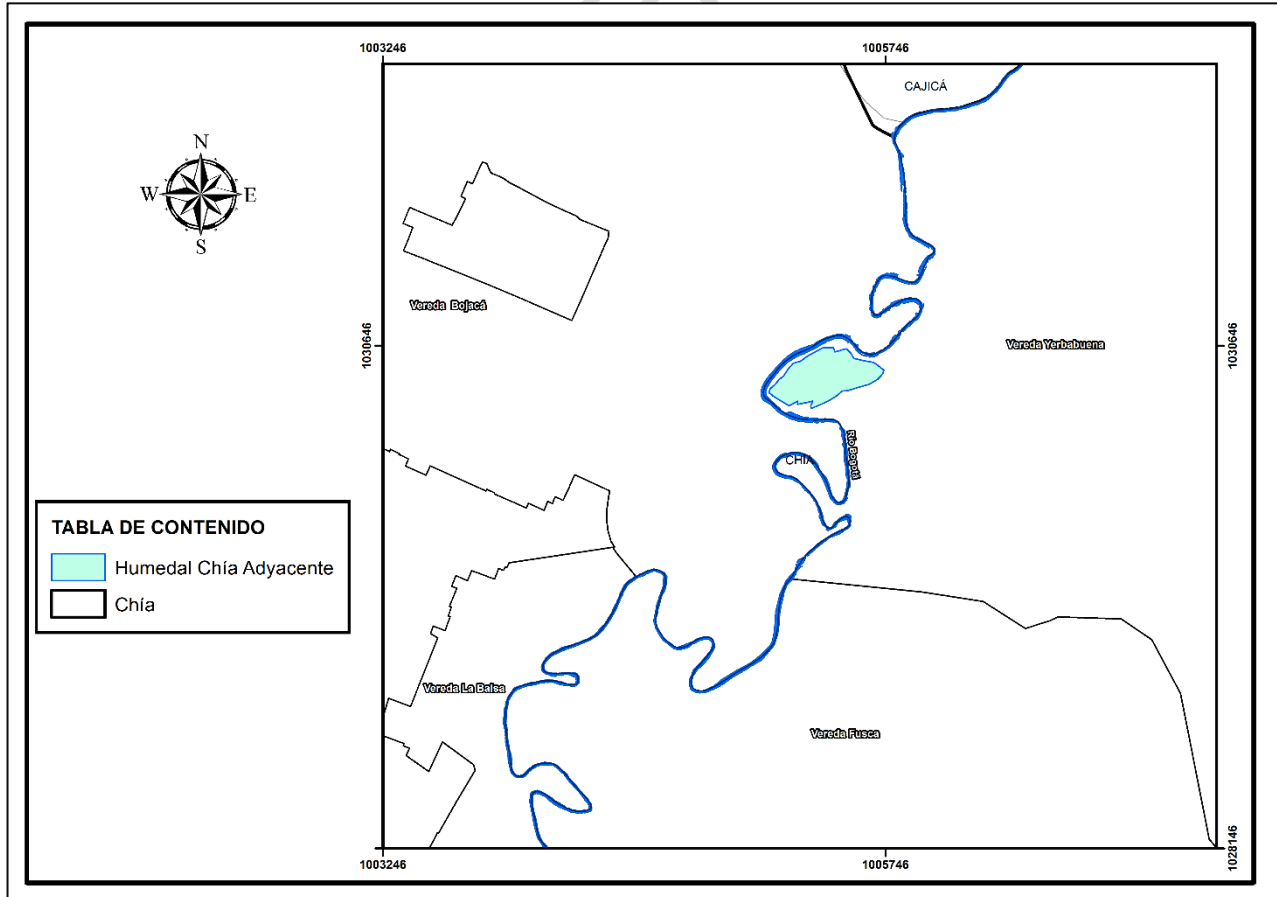 1003246
1005746
CAJICÁ
N
W
E
S
Vereda Bojacá
1030646
Vereda Yerbabuena
1030646
Río Bogotá
CHÍA
TABLA DE CONTENIDO
Humedal Chía Adyacente
Chía
Vereda La Balsa
Vereda Fusca
1028146
1003246
1005746